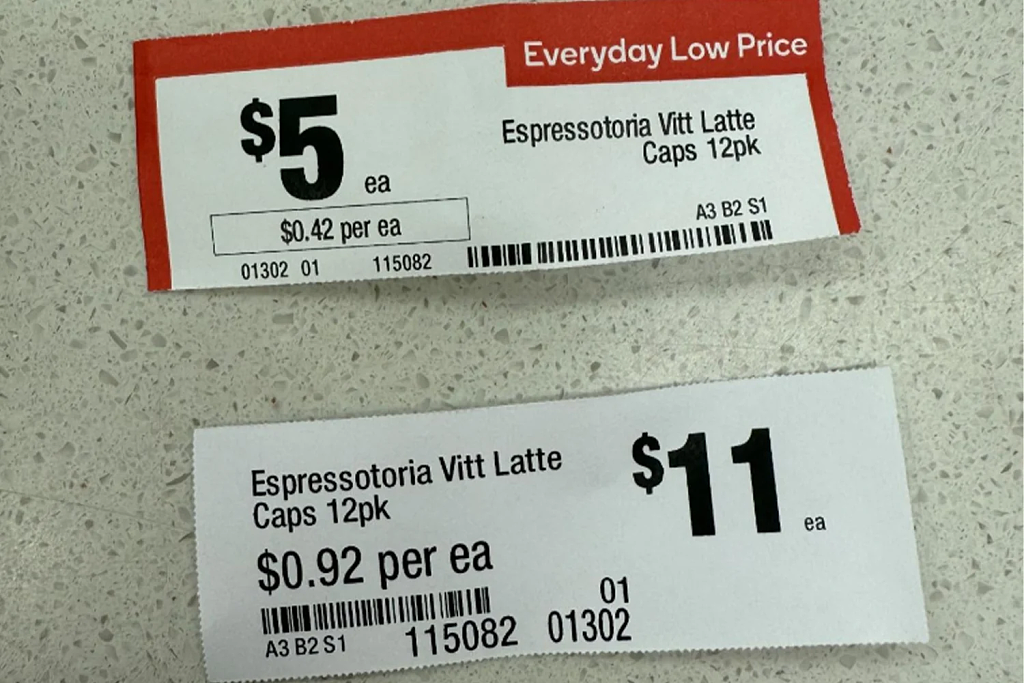 Everyday Low Price
$5 ea
Espressotoria Vitt Latte
Caps 12pk
$0.42 per ea
A3 B2 S1
01302 01 115082
Espressotoria Vitt Latte
Caps 12pk
$11 ea
$0.92 per ea
A3 B2 S1
115082
01
01302